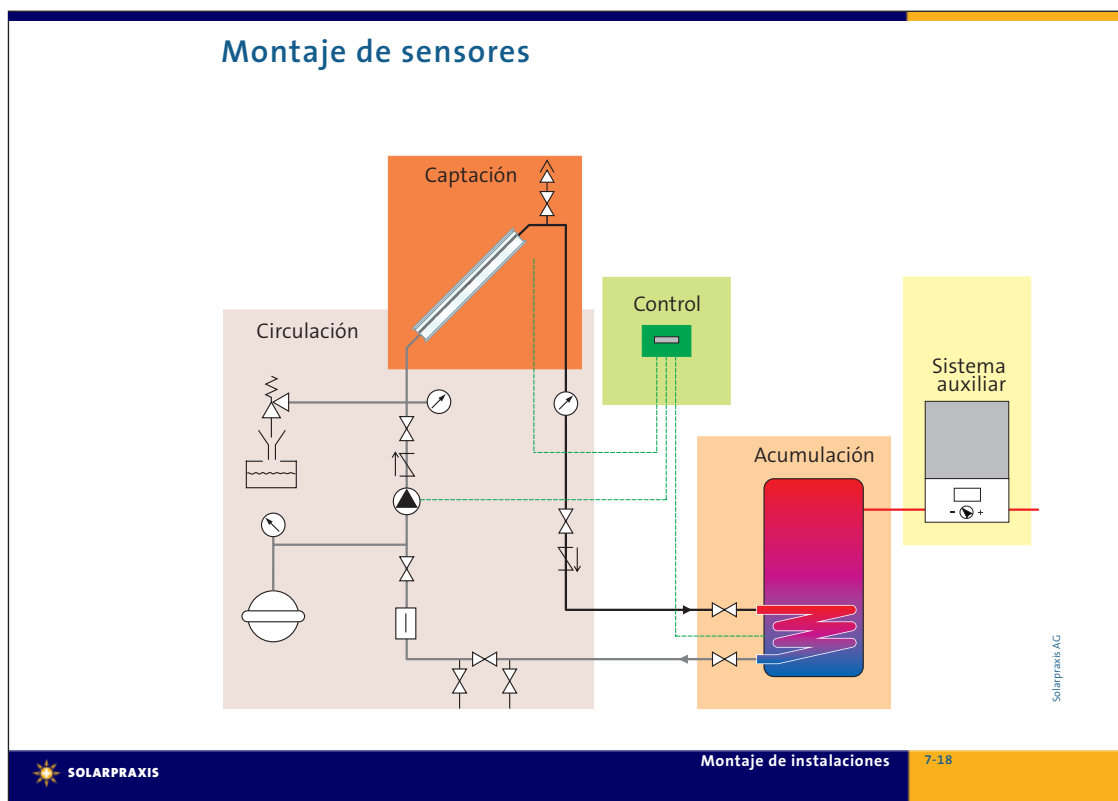 Montaje de sensores
Captación
Control
Circulación
Sistema
auxiliar
Acumulación
- +
Solarpraxis AG
SOLARPRAXIS
Montaje de instalaciones
7-18